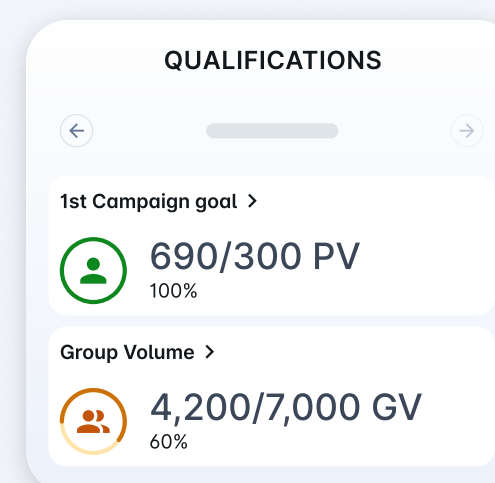 QUALIFICATIONS
1st Campaign goal
690/300 PV
100%
Group Volume
4,200/7,000 GV
60%